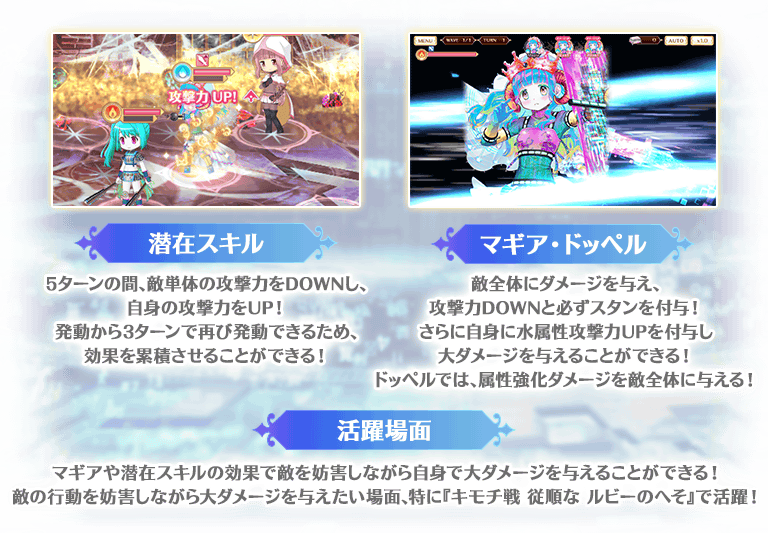 攻撃力 UP!
MENU
WAVE 1/1
TURN 1
0
AUTO
×1.0
潜在スキル
マギア・ドッペル
5ターンの間、敵単体の攻撃力をDOWNし、
自身の攻撃力をUP!
発動から3ターンで再び発動できるため、
効果を累積させることができる!
敵全体にダメージを与え、
攻撃力DOWNと必ずスタンを付与!
さらに自身に水属性攻撃力UPを付与し
大ダメージを与えることができる!
ドッペルでは、属性強化ダメージを敵全体に与える!
活躍場面
マギアや潜在スキルの効果で敵を妨害しながら自身で大ダメージを与えることができる!
敵の行動を妨害しながら大ダメージを与えたい場面、特に『キモチ戦 従順な ルビーのへそ』で活躍!